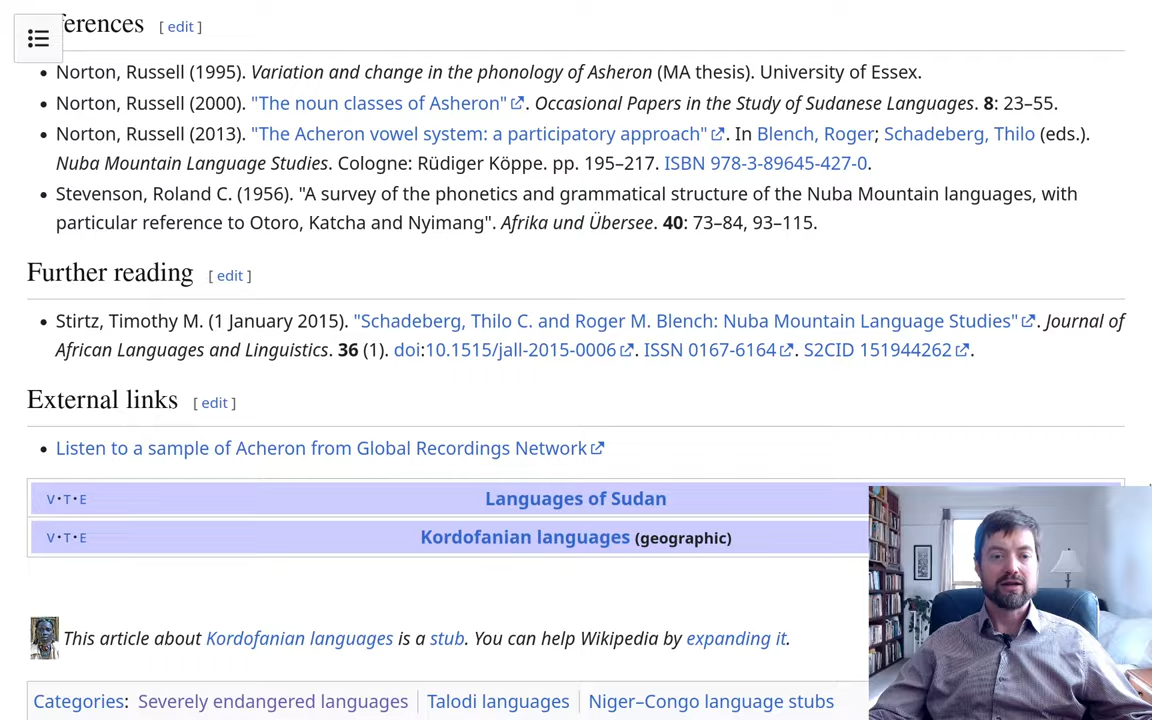 ferences [ edit ]
• Norton, Russell (1995). Variation and change in the phonology of Asheron (MA thesis). University of Essex.
• Norton, Russell (2000). "The noun classes of Asheron". Occasional Papers in the Study of Sudanese Languages. 8: 23–55.
• Norton, Russell (2013). "The Acheron vowel system: a participatory approach". In Blench, Roger; Schadeberg, Thilo (eds.).
Nuba Mountain Language Studies. Cologne: Rüdiger Köppe. pp. 195–217. ISBN 978-3-89645-427-0.
• Stevenson, Roland C. (1956). "A survey of the phonetics and grammatical structure of the Nuba Mountain languages, with
particular reference to Otoro, Katcha and Nyimang". Afrika und Übersee. 40: 73–84, 93–115.
Further reading [ edit ]
• Stirtz, Timothy M. (1 January 2015). "Schadeberg, Thilo C. and Roger M. Blench: Nuba Mountain Language Studies". Journal of
African Languages and Linguistics. 36 (1). doi:10.1515/jall-2015-0006. ISSN 0167-6164. S2CID 151944262.
External links [ edit ]
• Listen to a sample of Acheron from Global Recordings Network
V•T•E Languages of Sudan
V•T•E Kordofanian languages (geographic)
This article about Kordofanian languages is a stub. You can help Wikipedia by expanding it.
Categories: Severely endangered languages | Talodi languages | Niger–Congo language stubs